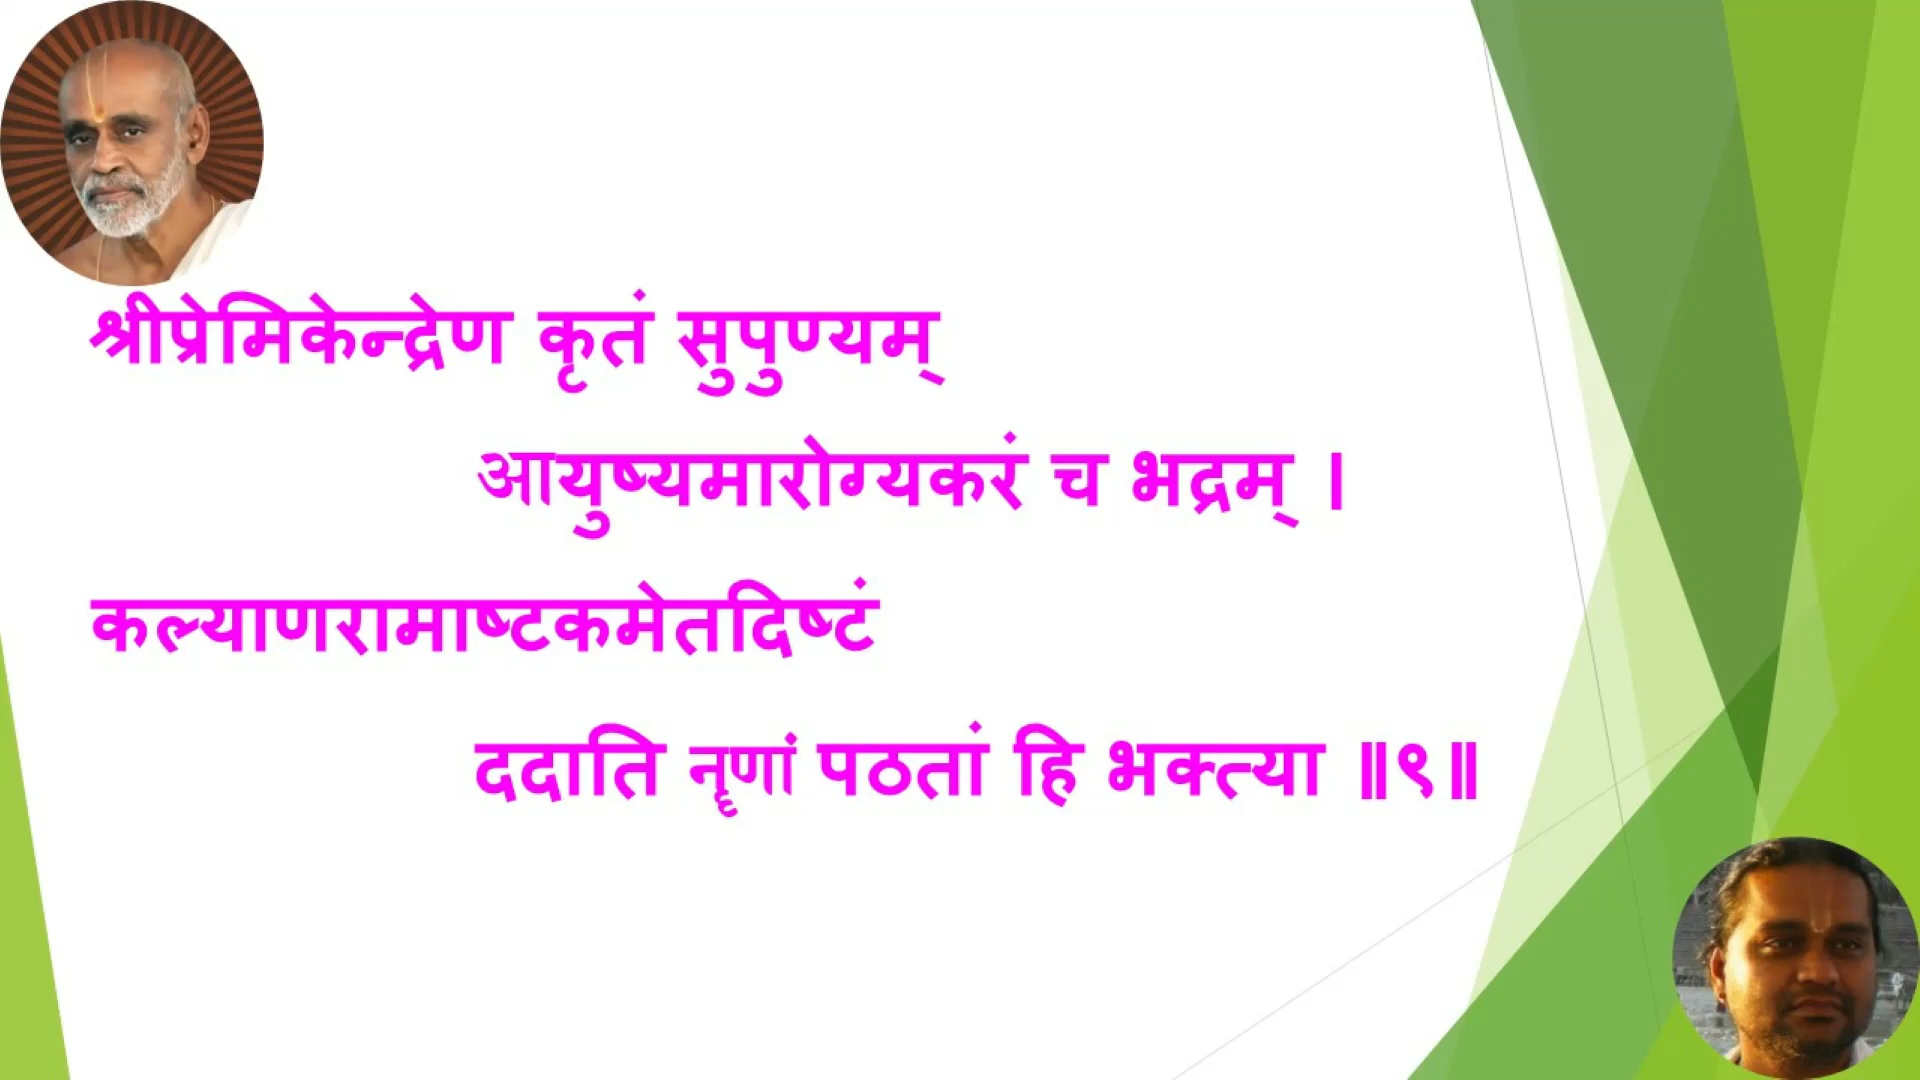 श्रीप्रेमिकेन्द्रेण कृतं सुपुण्यम्
आयुष्यमारोग्यकरं च भद्रम् ।
कल्याणरामाष्टकमेतदिष्टं
ददाति नॄणां पठतां हि भक्त्या ॥९॥